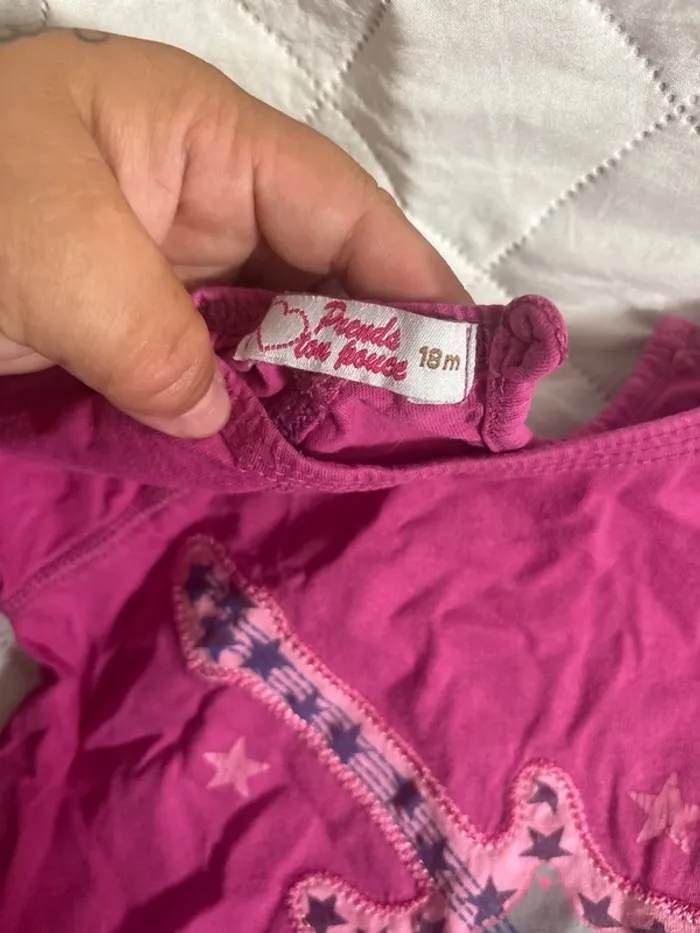 Prends
ton pouce
18m